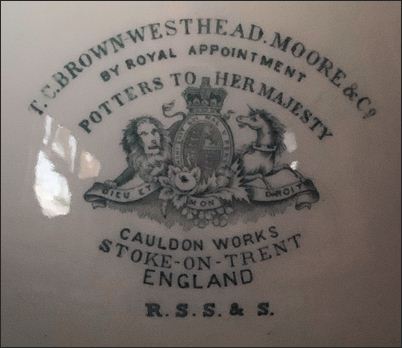 T.C.BROWN-WESTHEAD.MOORE & Co
BY ROYAL APPOINTMENT
POTTERS TO HER MAJESTY
DIEU ET MON DROIT
CAULDON WORKS
STOKE-ON-TRENT
ENGLAND
R.S.S. & S.